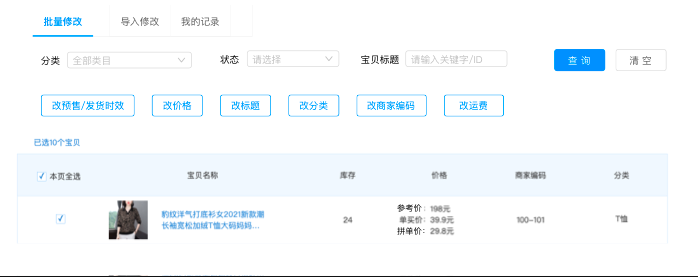 批量修改 导入修改 我的记录
分类 全部类目 状态 请选择 宝贝标题 请输入关键字/ID 查 询 清 空
改预售/发货时效 改价格 改标题 改分类 改商家编码 改运费
已选10个宝贝
本页全选 宝贝名称 库存 价格 商家编码 分类
豹纹洋气打底衫女2021新款潮
长袖宽松加绒T恤大码妈妈...
24
参考价: 198元
单买价: 39.9元
拼单价: 29.8元
100-101
T恤